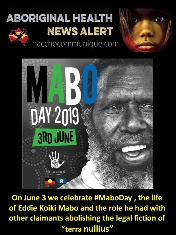 ABORIGINAL HEALTH
NEWS ALERT
nacchocommunique.com
MABO
DAY 2019
3RD JUNE
On June 3 we celebrate #MaboDay , the life
of Eddie Koiki Mabo and the role he had with
other claimants abolishing the legal fiction of
“terra nullius”